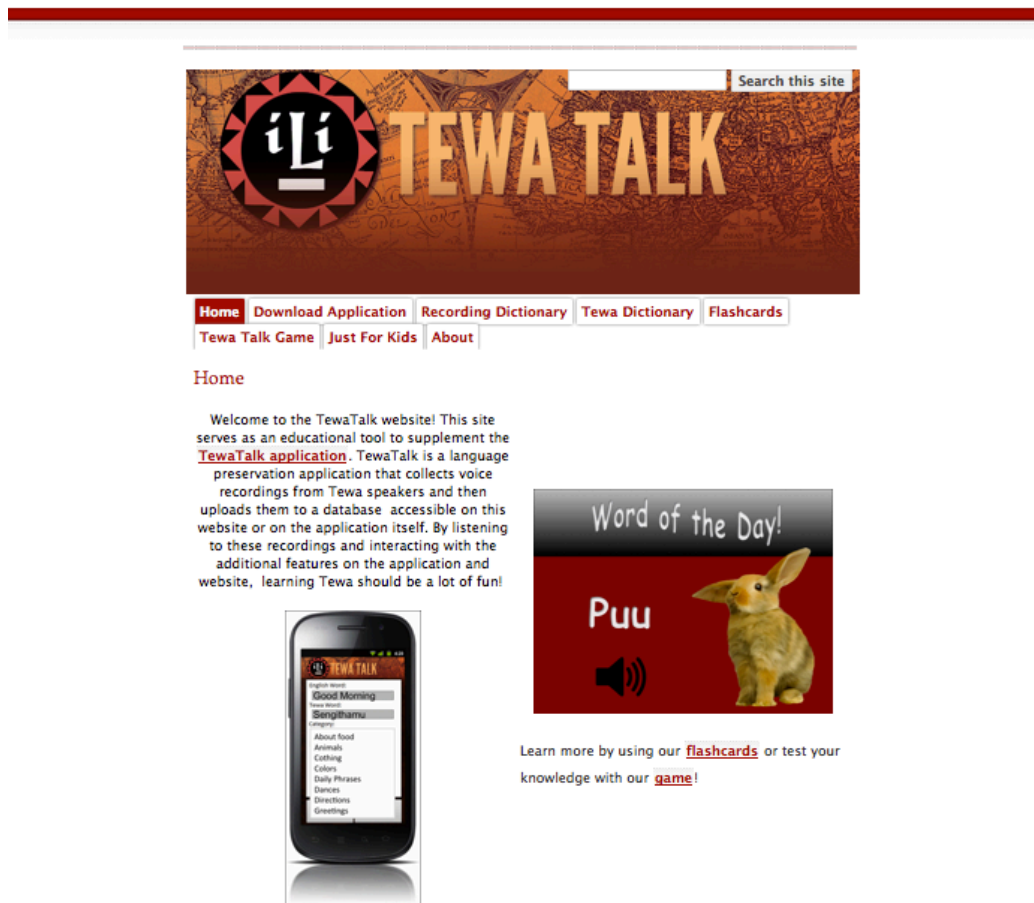 Search this site
iLi TEWA TALK
Home Download Application Recording Dictionary Tewa Dictionary Flashcards
Tewa Talk Game Just For Kids About
Home
Welcome to the TewaTalk website! This site
serves as an educational tool to supplement the
TewaTalk application. TewaTalk is a language
preservation application that collects voice
recordings from Tewa speakers and then
uploads them to a database accessible on this
website or on the application itself. By listening
to these recordings and interacting with the
additional features on the application and
website, learning Tewa should be a lot of fun!
iLi TEWA TALK
English Word:
Good Morning
Tewa Word:
Sengithamu
Category:
About food
Animals
Cothing
Colors
Daily Phrases
Dances
Directions
Greetings
Word of the Day!
Puu
Learn more by using our flashcards or test your
knowledge with our game!